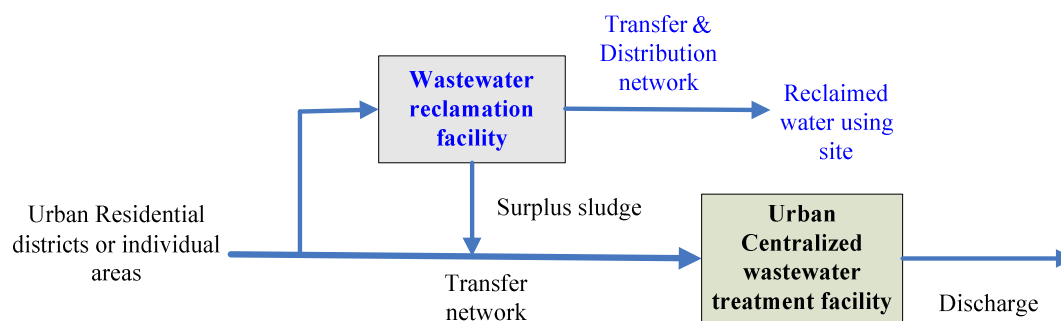 Transfer &
Distribution
network
Wastewater
reclamation
facility
Reclaimed
water using
site
Urban Residential
districts or individual
areas
Surplus sludge
Transfer
network
Urban
Centralized
wastewater
treatment facility
Discharge